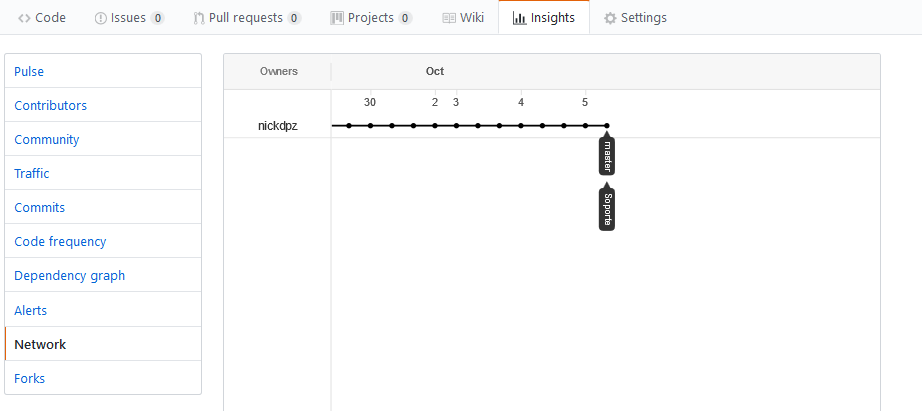 Code Issues 0 Pull requests 0 Projects 0 Wiki Insights Settings
Pulse
Contributors
Community
Traffic
Commits
Code frequency
Dependency graph
Alerts
Network
Forks
Owners Oct
30 2 3 4 5
nickdpz
master
Soporte